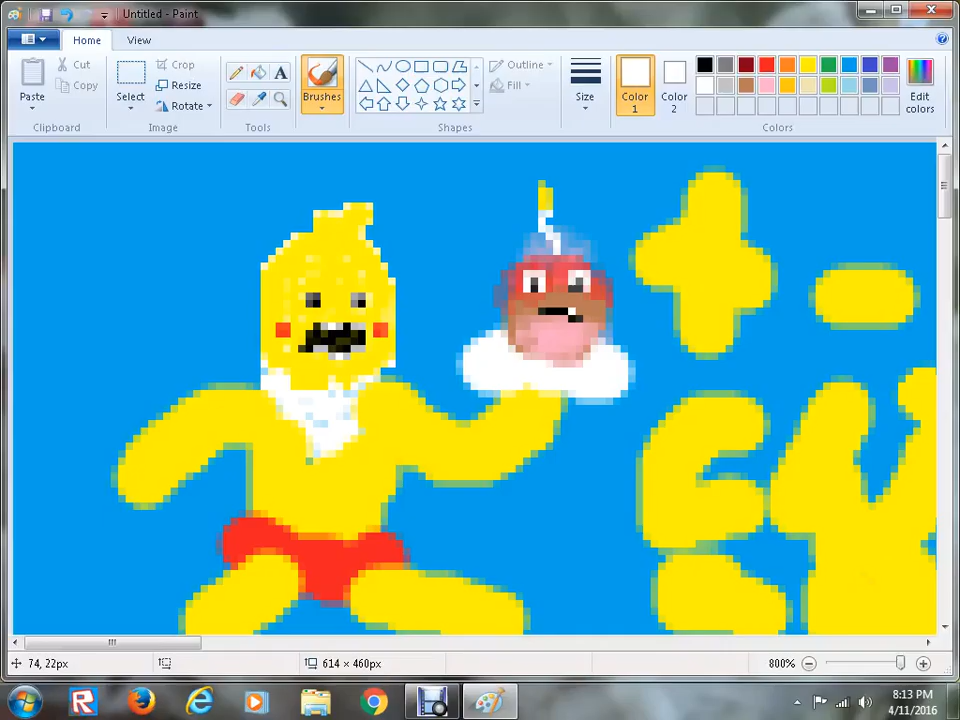 Untitled - Paint
Home View
Cut
Copy
Paste
Clipboard
Crop
Resize
Rotate
Select
Image
Tools
Brushes
Outline
Fill
Shapes
Size
Color 1
Color 2
Edit colors
Colors
74, 22px
614 × 460px
800%
8:13 PM
4/11/2016